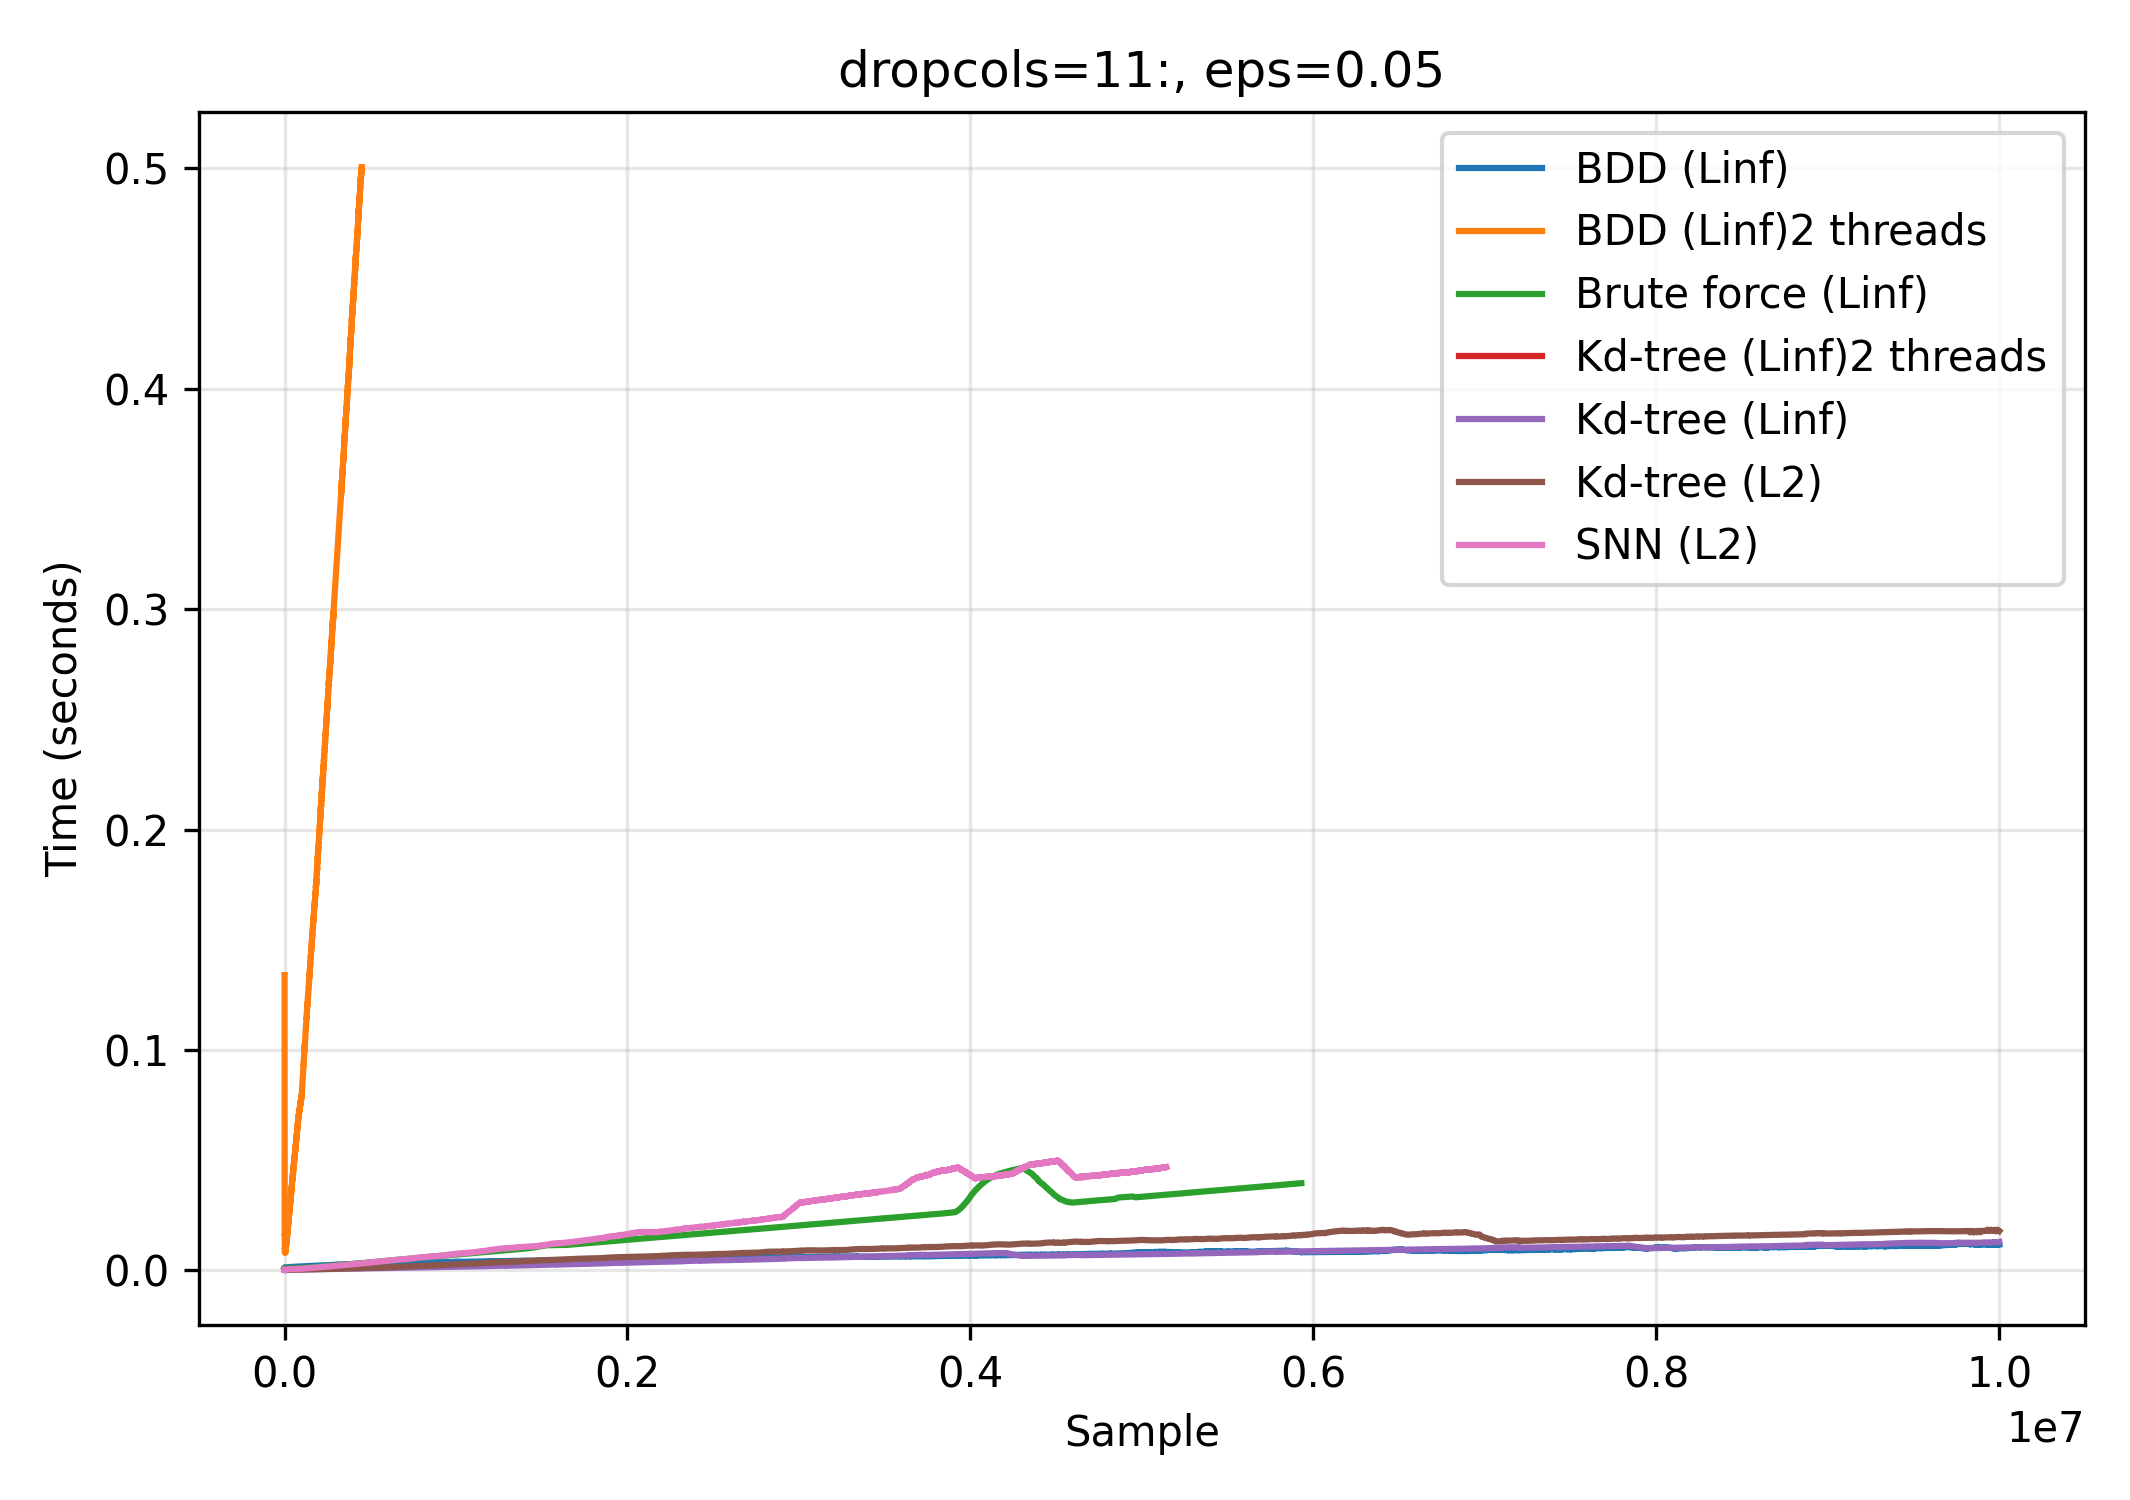 dropcols=11:, eps=0.05
0.5
0.4
0.3
0.2
0.1
0.0
Time (seconds)
BDD (Linf)
BDD (Linf)2 threads
Brute force (Linf)
Kd-tree (Linf)2 threads
Kd-tree (Linf)
Kd-tree (L2)
SNN (L2)
0.0 0.2 0.4 0.6 0.8 1.0
1e7
Sample